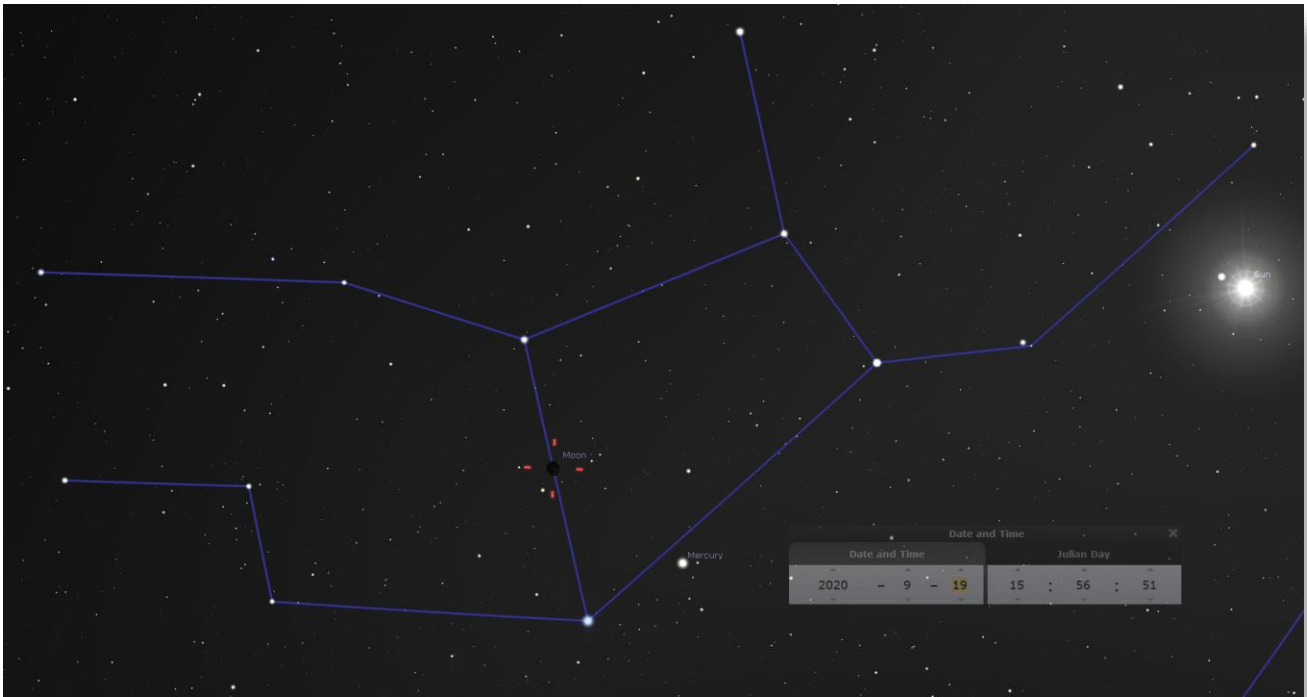 Sun
Moon
Mercury
Date and Time ×
Date and Time Julian Day
2020 - 9 - 19 15 : 56 : 51